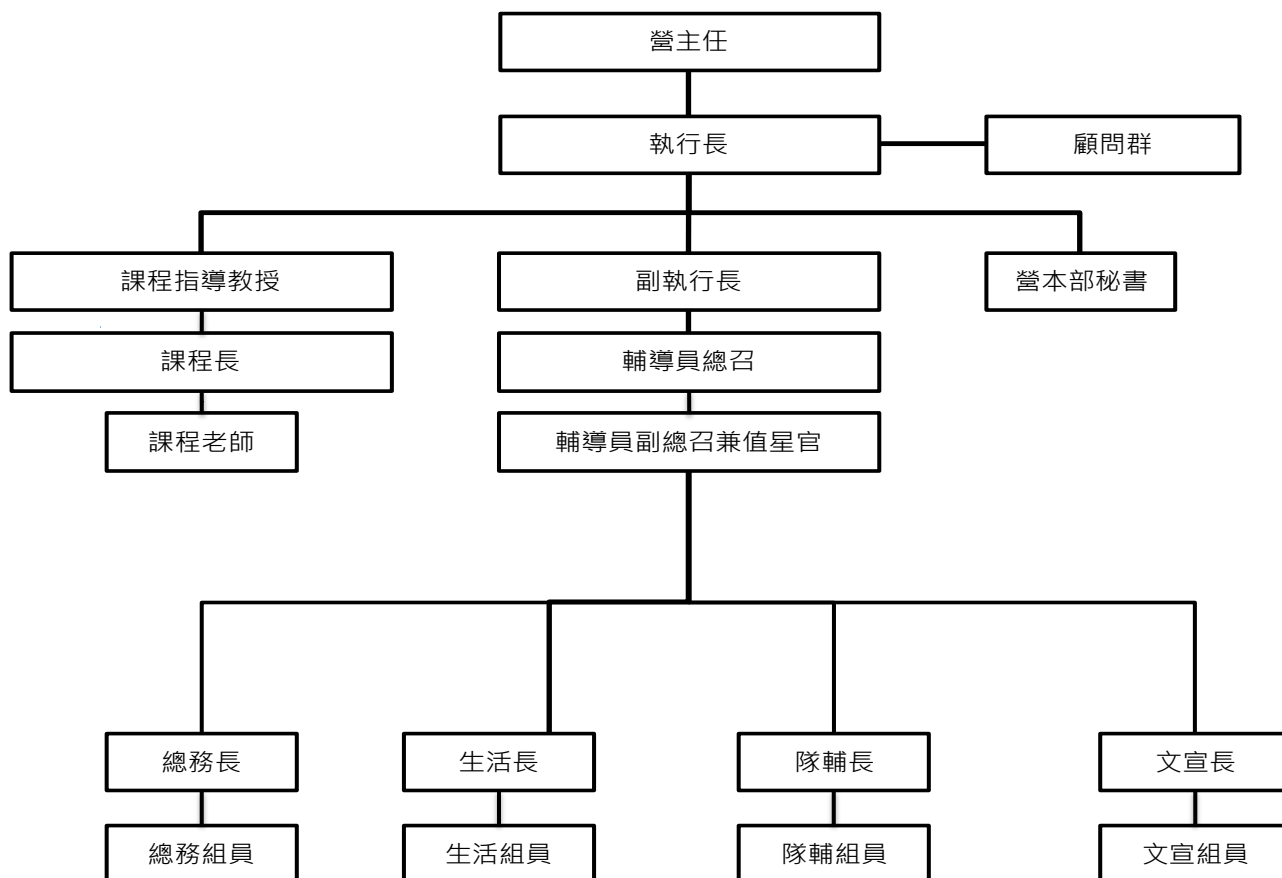 營主任
執行長
顧問群
課程指導教授
副執行長
營本部秘書
課程長
輔導員總召
課程老師
輔導員副總召兼值星官
總務長
生活長
隊輔長
文宣長
總務組員
生活組員
隊輔組員
文宣組員